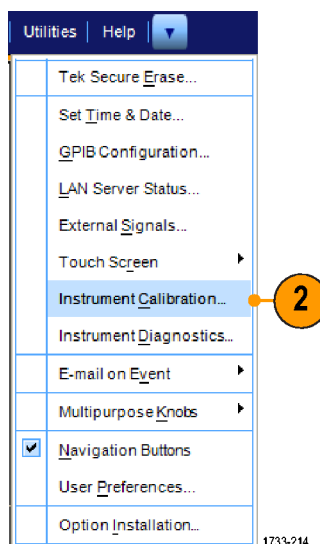 Utilities Help
Tek Secure Erase...
Set Time & Date...
GPIB Configuration...
LAN Server Status...
External Signals...
Touch Screen
Instrument Calibration...
2
Instrument Diagnostics...
E-mail on Event
Multipurpose Knobs
Navigation Buttons
User Preferences...
Option Installation...
1733-214